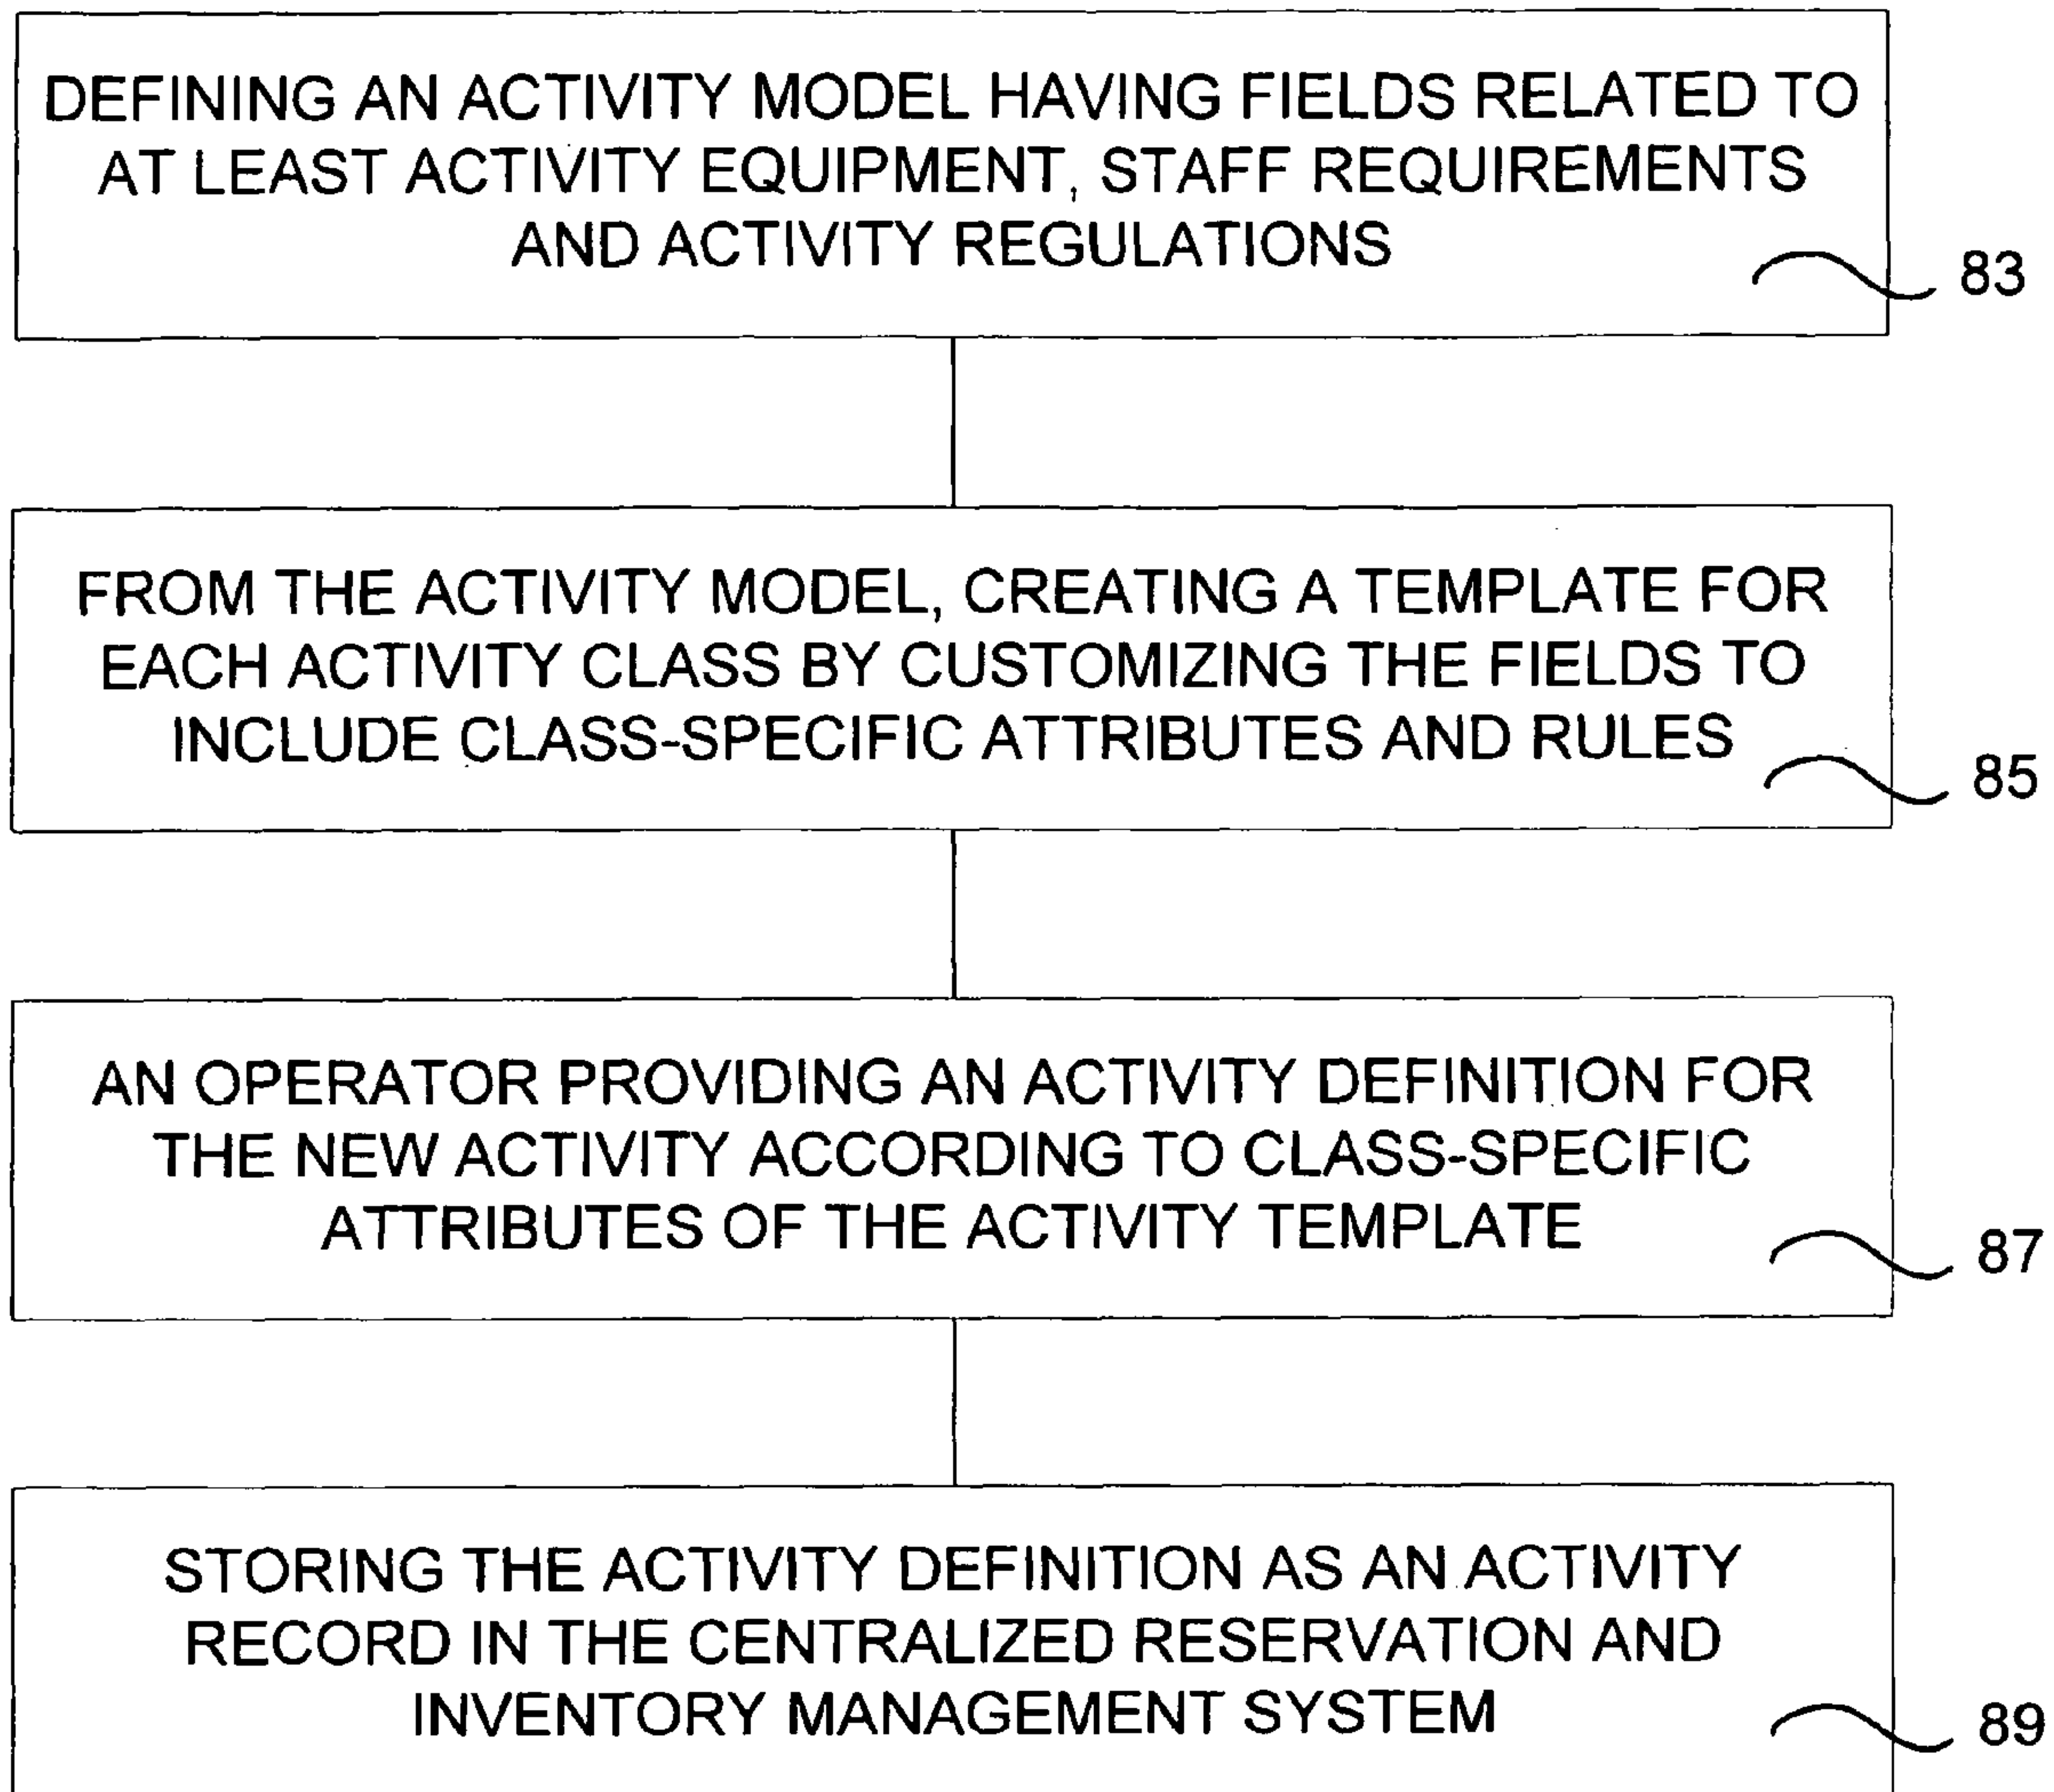 DEFINING AN ACTIVITY MODEL HAVING FIELDS RELATED TO
AT LEAST ACTIVITY EQUIPMENT, STAFF REQUIREMENTS
AND ACTIVITY REGULATIONS
83
FROM THE ACTIVITY MODEL, CREATING A TEMPLATE FOR
EACH ACTIVITY CLASS BY CUSTOMIZING THE FIELDS TO
INCLUDE CLASS-SPECIFIC ATTRIBUTES AND RULES
85
AN OPERATOR PROVIDING AN ACTIVITY DEFINITION FOR
THE NEW ACTIVITY ACCORDING TO CLASS-SPECIFIC
ATTRIBUTES OF THE ACTIVITY TEMPLATE
87
STORING THE ACTIVITY DEFINITION AS AN ACTIVITY
RECORD IN THE CENTRALIZED RESERVATION AND
INVENTORY MANAGEMENT SYSTEM
89